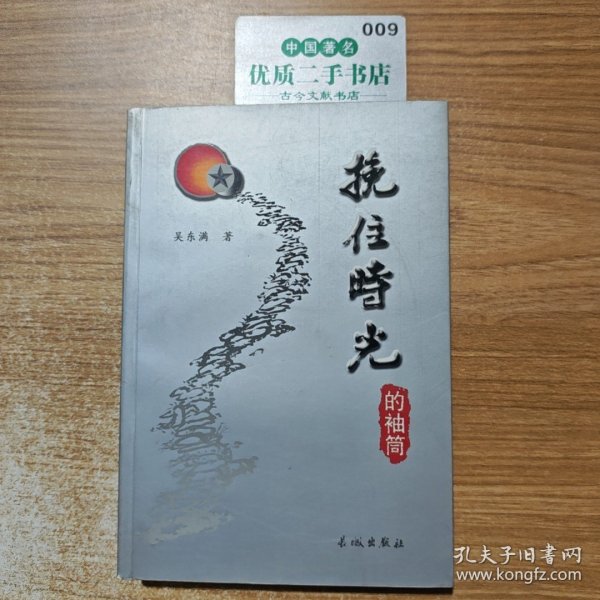 009
中国著名
优质二手书店
古今文献书店
挽住時光
的袖筒
吴东满 著
长城出版社
孔夫子旧书网
www.kongfz.com